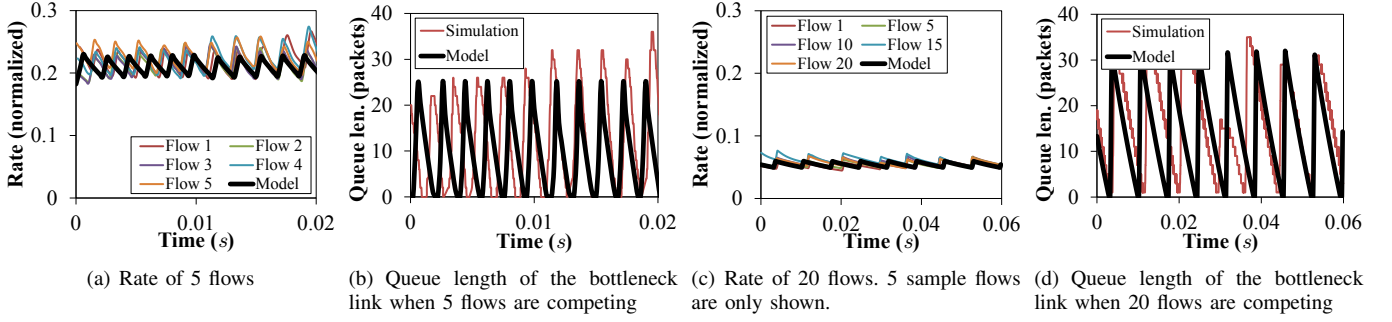 Rate (normalized)
0.3
0.2
0.1
0
Flow 1
Flow 2
Flow 3
Flow 4
Flow 5
Model
0
0.01
0.02
Time (s)
(a) Rate of 5 flows
Queue len. (packets)
40
30
20
10
0
Simulation
Model
0
0.01
0.02
Time (s)
(b) Queue length of the bottleneck
link when 5 flows are competing
Rate (normalized)
0.3
0.2
0.1
0
Flow 1
Flow 5
Flow 10
Flow 15
Flow 20
Model
0.00
0.02
0.04
0.06
Time (s)
(c) Rate of 20 flows. 5 sample flows
are only shown.
Queue len. (packets)
40
30
20
10
0
Simulation
Model
0.00
0.02
0.04
0.06
Time (s)
(d) Queue length of the bottleneck
link when 20 flows are competing